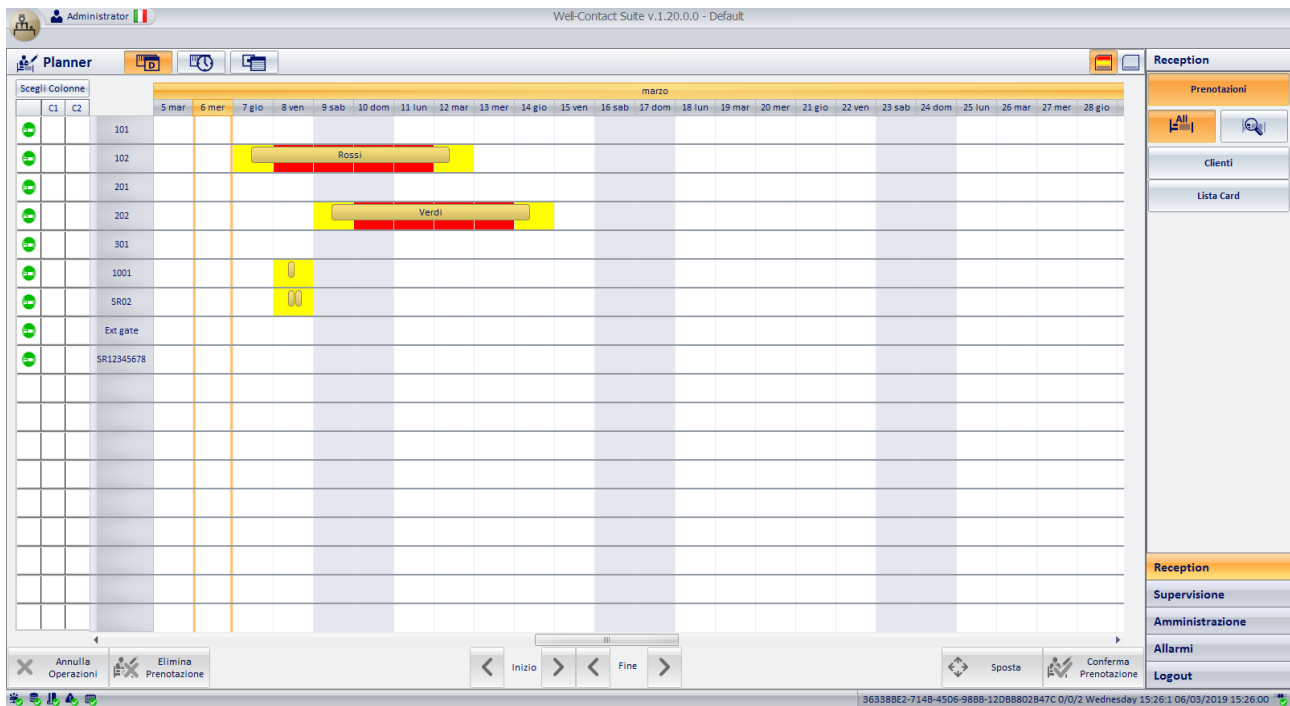 Administrator
Well-Contact Suite v.1.20.0.0 - Default
Planner
D
Reception
Scegli Colonne
marzo
Prenotazioni
C1 C2
5 mar 6 mer 7 gio 8 ven 9 sab 10 dom 11 lun 12 mar 13 mer 14 gio 15 ven 16 sab 17 dom 18 lun 19 mar 20 mer 21 gio 22 ven 23 sab 24 dom 25 lun 26 mar 27 mer 28 gio
All
101
102 Rossi
Clienti
201
Lista Card
202 Verdi
301
1001
SR02
Ext gate
SR12345678
Reception
Supervisione
Amministrazione
Allarmi
Logout
Annulla
Operazioni
Elimina
Prenotazione
Inizio
Fine
Sposta
Conferma
Prenotazione
36338BE2-714B-4506-98BB-12DBB802B47C 0/0/2 Wednesday 15:26:1 06/03/2019 15:26:00